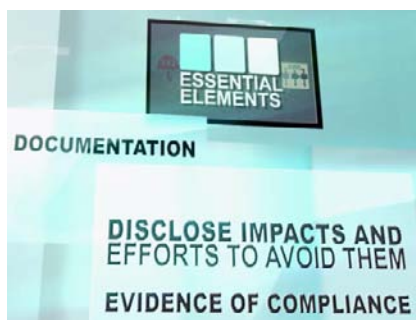 ESSENTIAL
ELEMENTS
DOCUMENTATION
DISCLOSE IMPACTS AND
EFFORTS TO AVOID THEM
EVIDENCE OF COMPLIANCE